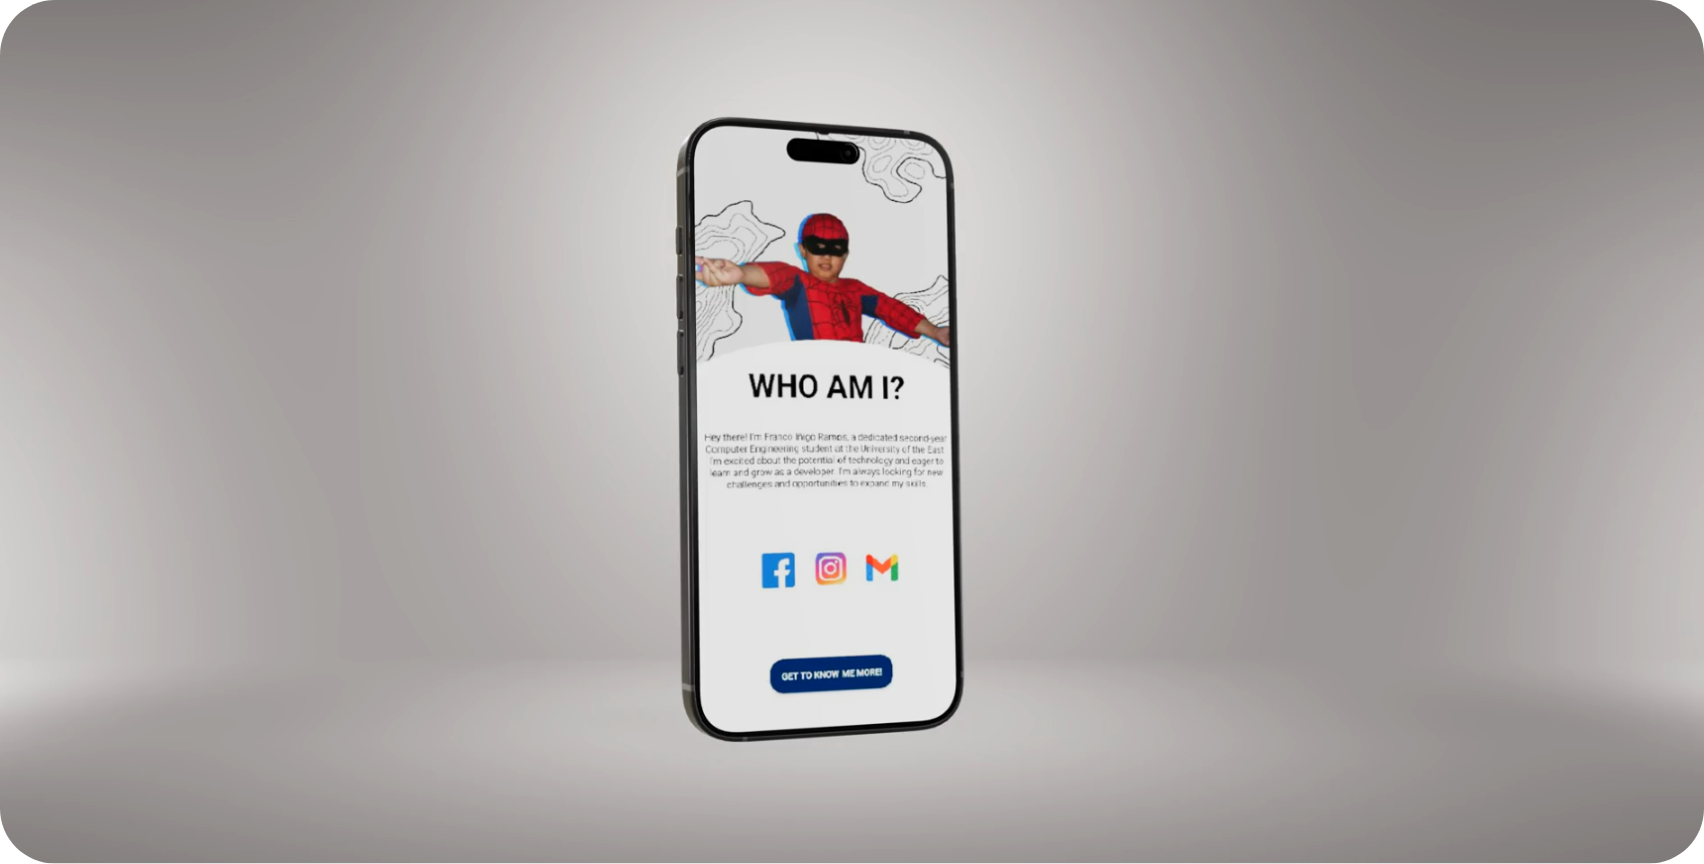 WHO AM I?
Hey there! I'm Franco Iñigo Ramos, a dedicated second-year
Computer Engineering student at the University of the East
I'm excited about the potential of technology and eager to
learn and grow as a developer. I'm always looking for new
challenges and opportunities to expand my skills.
GET TO KNOW ME MORE!